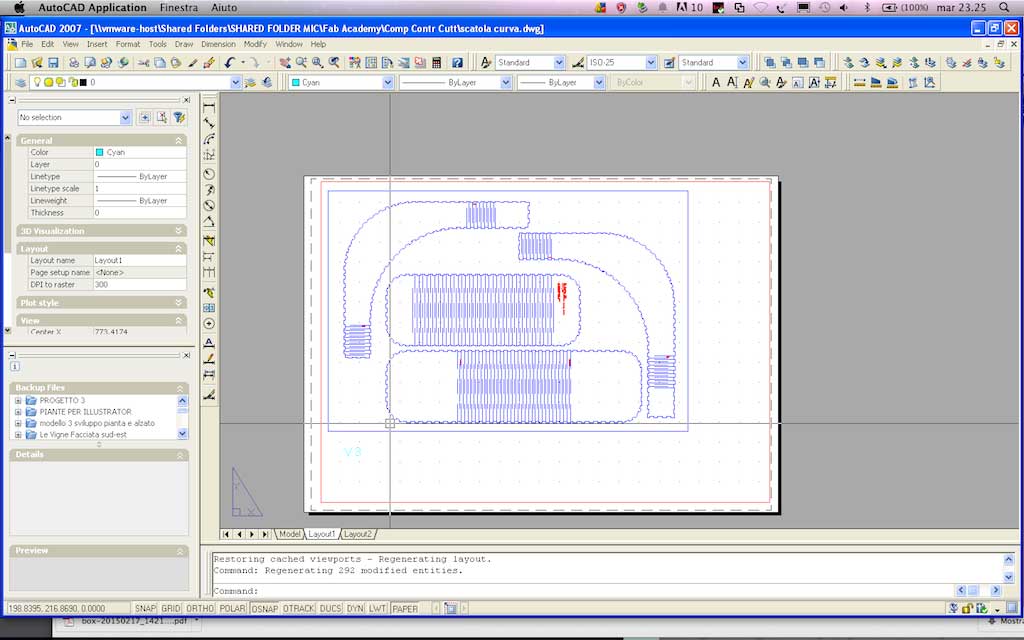 AutoCAD Application Finestra Aiuto 10 (100%) mar 23.25
AutoCAD 2007 - [\\vmware-host\Shared Folders\SHARED FOLDER MIC\Fab Academy\Comp Contr Cutt\scatola curva.dwg]
File Edit View Insert Format Tools Draw Dimension Modify Window Help
Standard ISO-25 Standard
0 Cyan ByLayer ByLayer ByColor
No selection
General
Color Cyan
Layer 0
Linetype ByLayer
Linetype scale 1
Lineweight ByLayer
Thickness 0
3D Visualization
Layout
Layout name Layout1
Page setup name <None>
DPI to raster 300
Plot style
View
Center X 773.4174
Backup Files
PROGETTO 3
PIANTE PER ILLUSTRATOR
modello 3 sviluppo pianta e alzato
Le Vigne Facciata sud-est
Details
Preview
Model Layout1 Layout2
Restoring cached viewports - Regenerating layout.
Command: Regenerating 292 modified entities.
Command:
198.8395, 216.8690, 0.0000 SNAP GRID ORTHO POLAR OSNAP OTRACK DUCS DYN LWT PAPER
box-20150217_1421....pdf Mostr